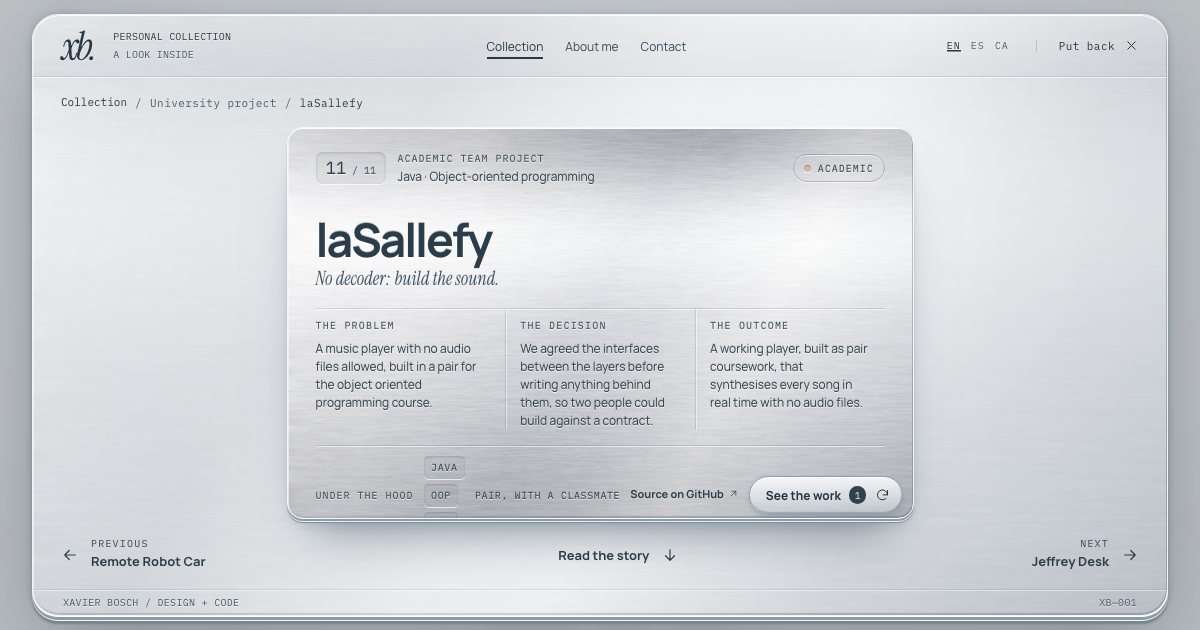 xb.
PERSONAL COLLECTION
A LOOK INSIDE
Collection About me Contact
EN ES CA
Put back
Collection / University project / laSallefy
11 / 11
ACADEMIC TEAM PROJECT
Java · Object-oriented programming
ACADEMIC
laSallefy
No decoder: build the sound.
THE PROBLEM
A music player with no audio
files allowed, built in a pair for
the object oriented
programming course.
THE DECISION
We agreed the interfaces
between the layers before
writing anything behind
them, so two people could
build against a contract.
THE OUTCOME
A working player, built as pair
coursework, that
synthesises every song in
real time with no audio files.
UNDER THE HOOD
JAVA
OOP
PAIR, WITH A CLASSMATE
Source on GitHub ↗
See the work 1
PREVIOUS
Remote Robot Car
Read the story ↓
NEXT
Jeffrey Desk
XAVIER BOSCH / DESIGN + CODE
XB—001